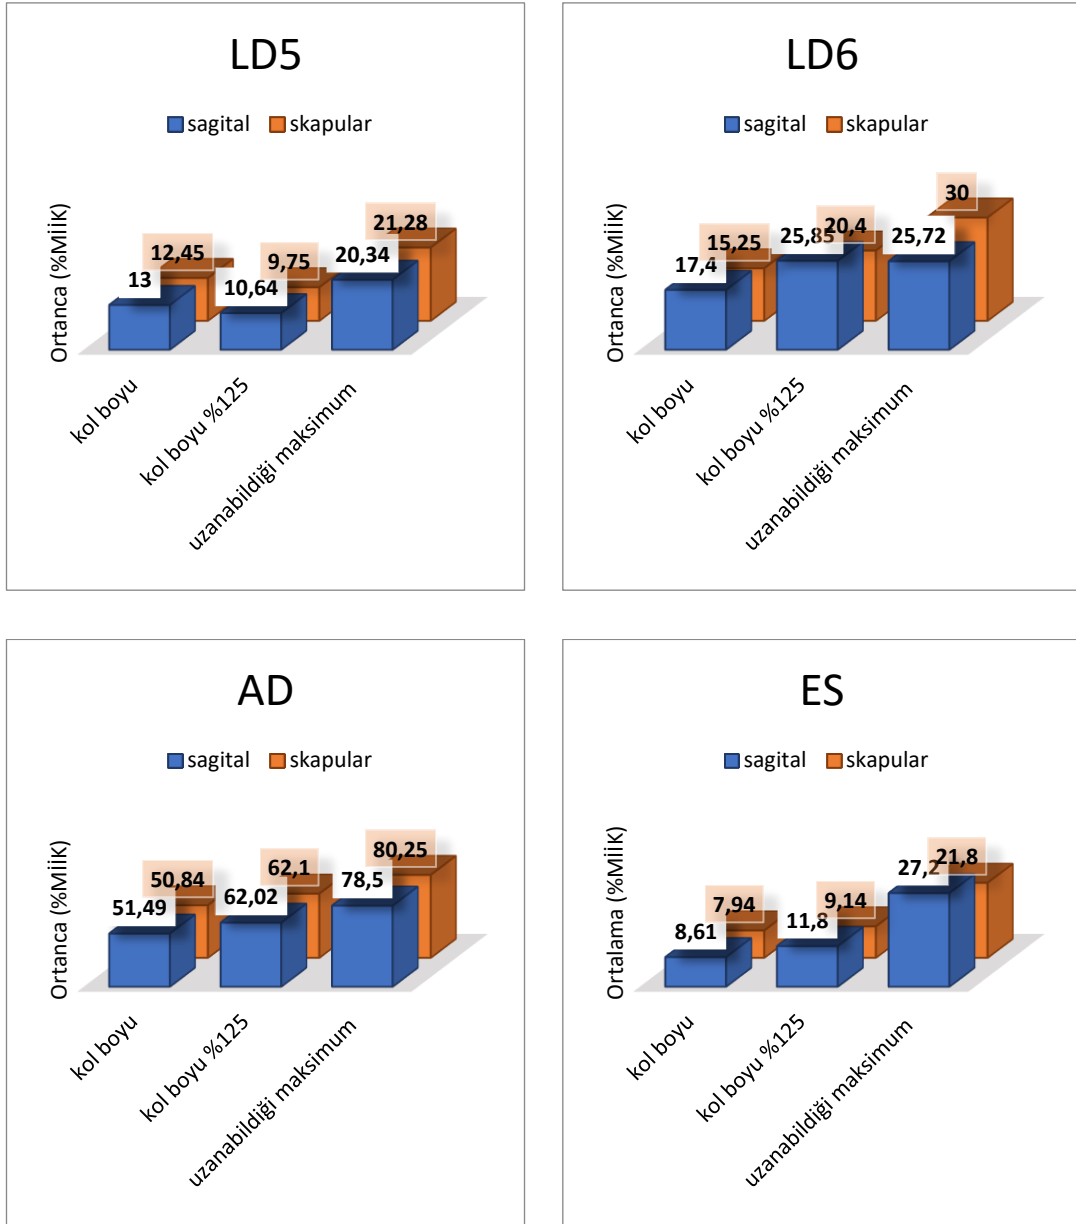 LD5
sagital skapular
Ortanca (%MİİK)
13
12,45
10,64
9,75
20,34
21,28
kol boyu
kol boyu %125
uzanabildiği maksimum
LD6
sagital skapular
Ortanca (%MİİK)
17,4
15,25
25,85
20,4
25,72
30
kol boyu
kol boyu %125
uzanabildiği maksimum
AD
sagital skapular
Ortanca (%MİİK)
51,49
50,84
62,02
62,1
78,5
80,25
kol boyu
kol boyu %125
uzanabildiği maksimum
ES
sagital skapular
Ortalama (%MİİK)
8,61
7,94
11,8
9,14
27,2
21,8
kol boyu
kol boyu %125
uzanabildiği maksimum